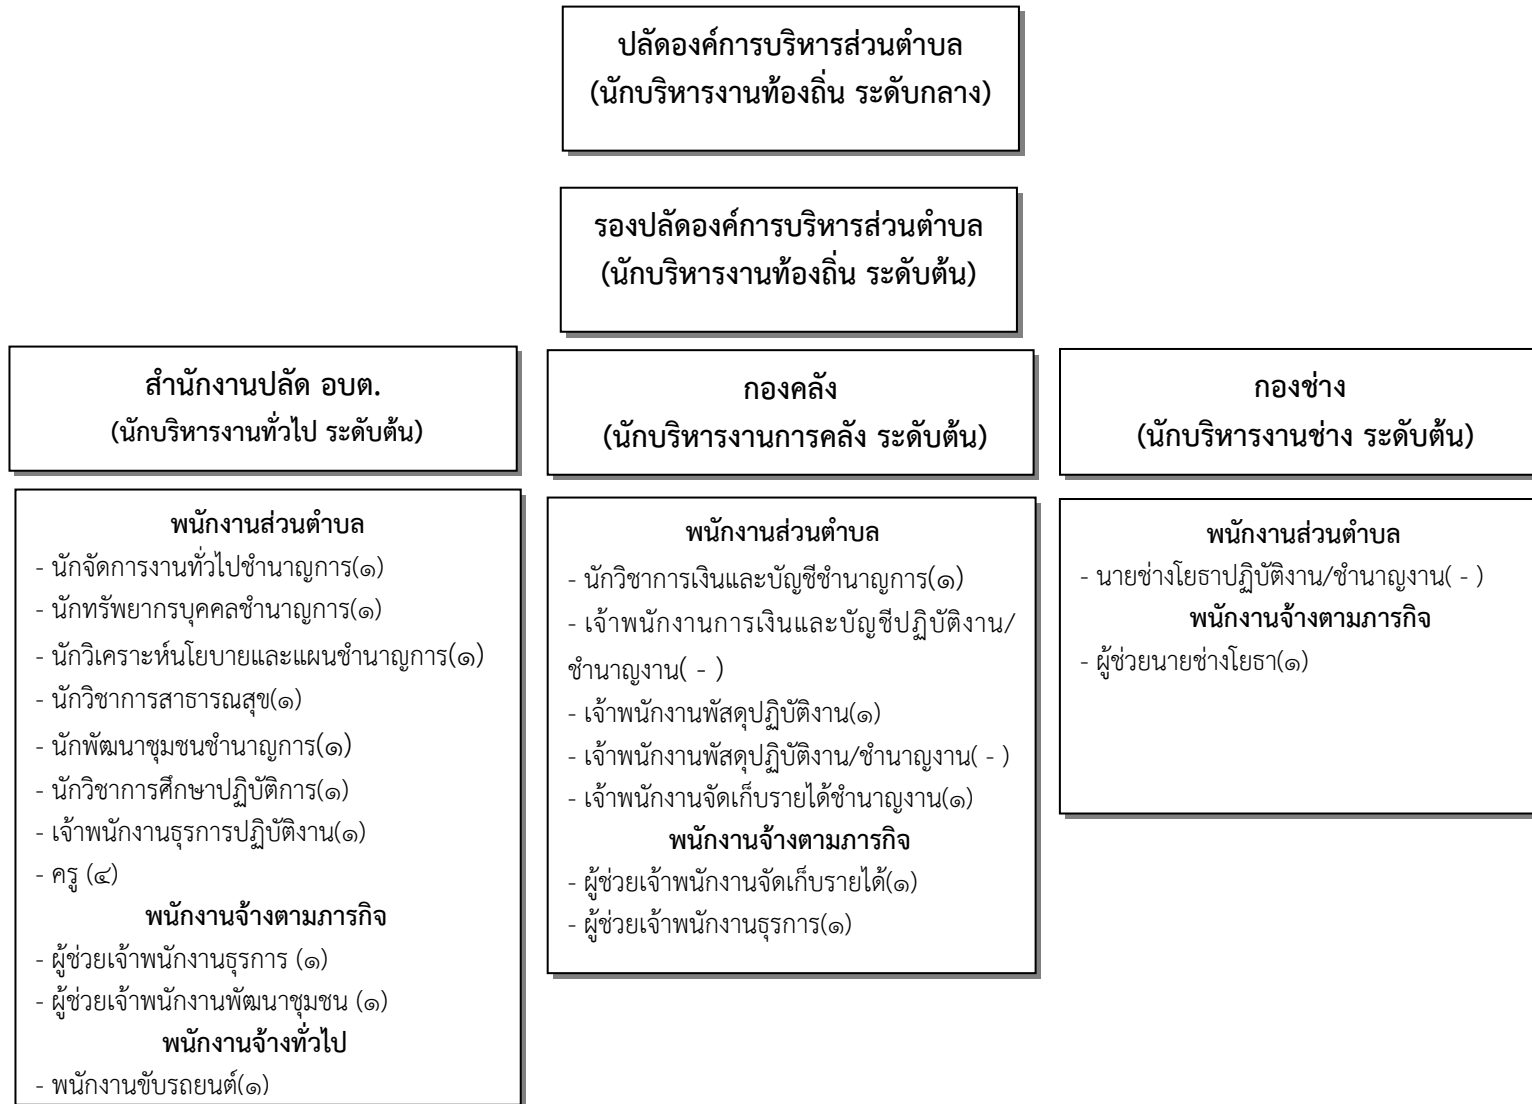 ปลัดองค์การบริหารส่วนตำบล
(นักบริหารงานท้องถิ่น ระดับกลาง)
รองปลัดองค์การบริหารส่วนตำบล
(นักบริหารงานท้องถิ่น ระดับต้น)
สำนักงานปลัด อบต.
(นักบริหารงานทั่วไป ระดับต้น)
กองคลัง
(นักบริหารงานการคลัง ระดับต้น)
กองช่าง
(นักบริหารงานช่าง ระดับต้น)
พนักงานส่วนตำบล
- นักจัดการงานทั่วไปชำนาญการ(๑)
- นักทรัพยากรบุคคลชำนาญการ(๑)
- นักวิเคราะห์นโยบายและแผนชำนาญการ(๑)
- นักวิชาการสาธารณสุข(๑)
- นักพัฒนาชุมชนชำนาญการ(๑)
- นักวิชาการศึกษาปฏิบัติการ(๑)
- เจ้าพนักงานธุรการปฏิบัติงาน(๑)
- ครู (๔)
พนักงานจ้างตามภารกิจ
- ผู้ช่วยเจ้าพนักงานธุรการ (๑)
- ผู้ช่วยเจ้าพนักงานพัฒนาชุมชน (๑)
พนักงานจ้างทั่วไป
- พนักงานขับรถยนต์(๑)
พนักงานส่วนตำบล
- นักวิชาการเงินและบัญชีชำนาญการ(๑)
- เจ้าพนักงานการเงินและบัญชีปฏิบัติงาน/
ชำนาญงาน( - )
- เจ้าพนักงานพัสดุปฏิบัติงาน(๑)
- เจ้าพนักงานพัสดุปฏิบัติงาน/ชำนาญงาน( - )
- เจ้าพนักงานจัดเก็บรายได้ชำนาญงาน(๑)
พนักงานจ้างตามภารกิจ
- ผู้ช่วยเจ้าพนักงานจัดเก็บรายได้(๑)
- ผู้ช่วยเจ้าพนักงานธุรการ(๑)
พนักงานส่วนตำบล
- นายช่างโยธาปฏิบัติงาน/ชำนาญงาน( - )
พนักงานจ้างตามภารกิจ
- ผู้ช่วยนายช่างโยธา(๑)